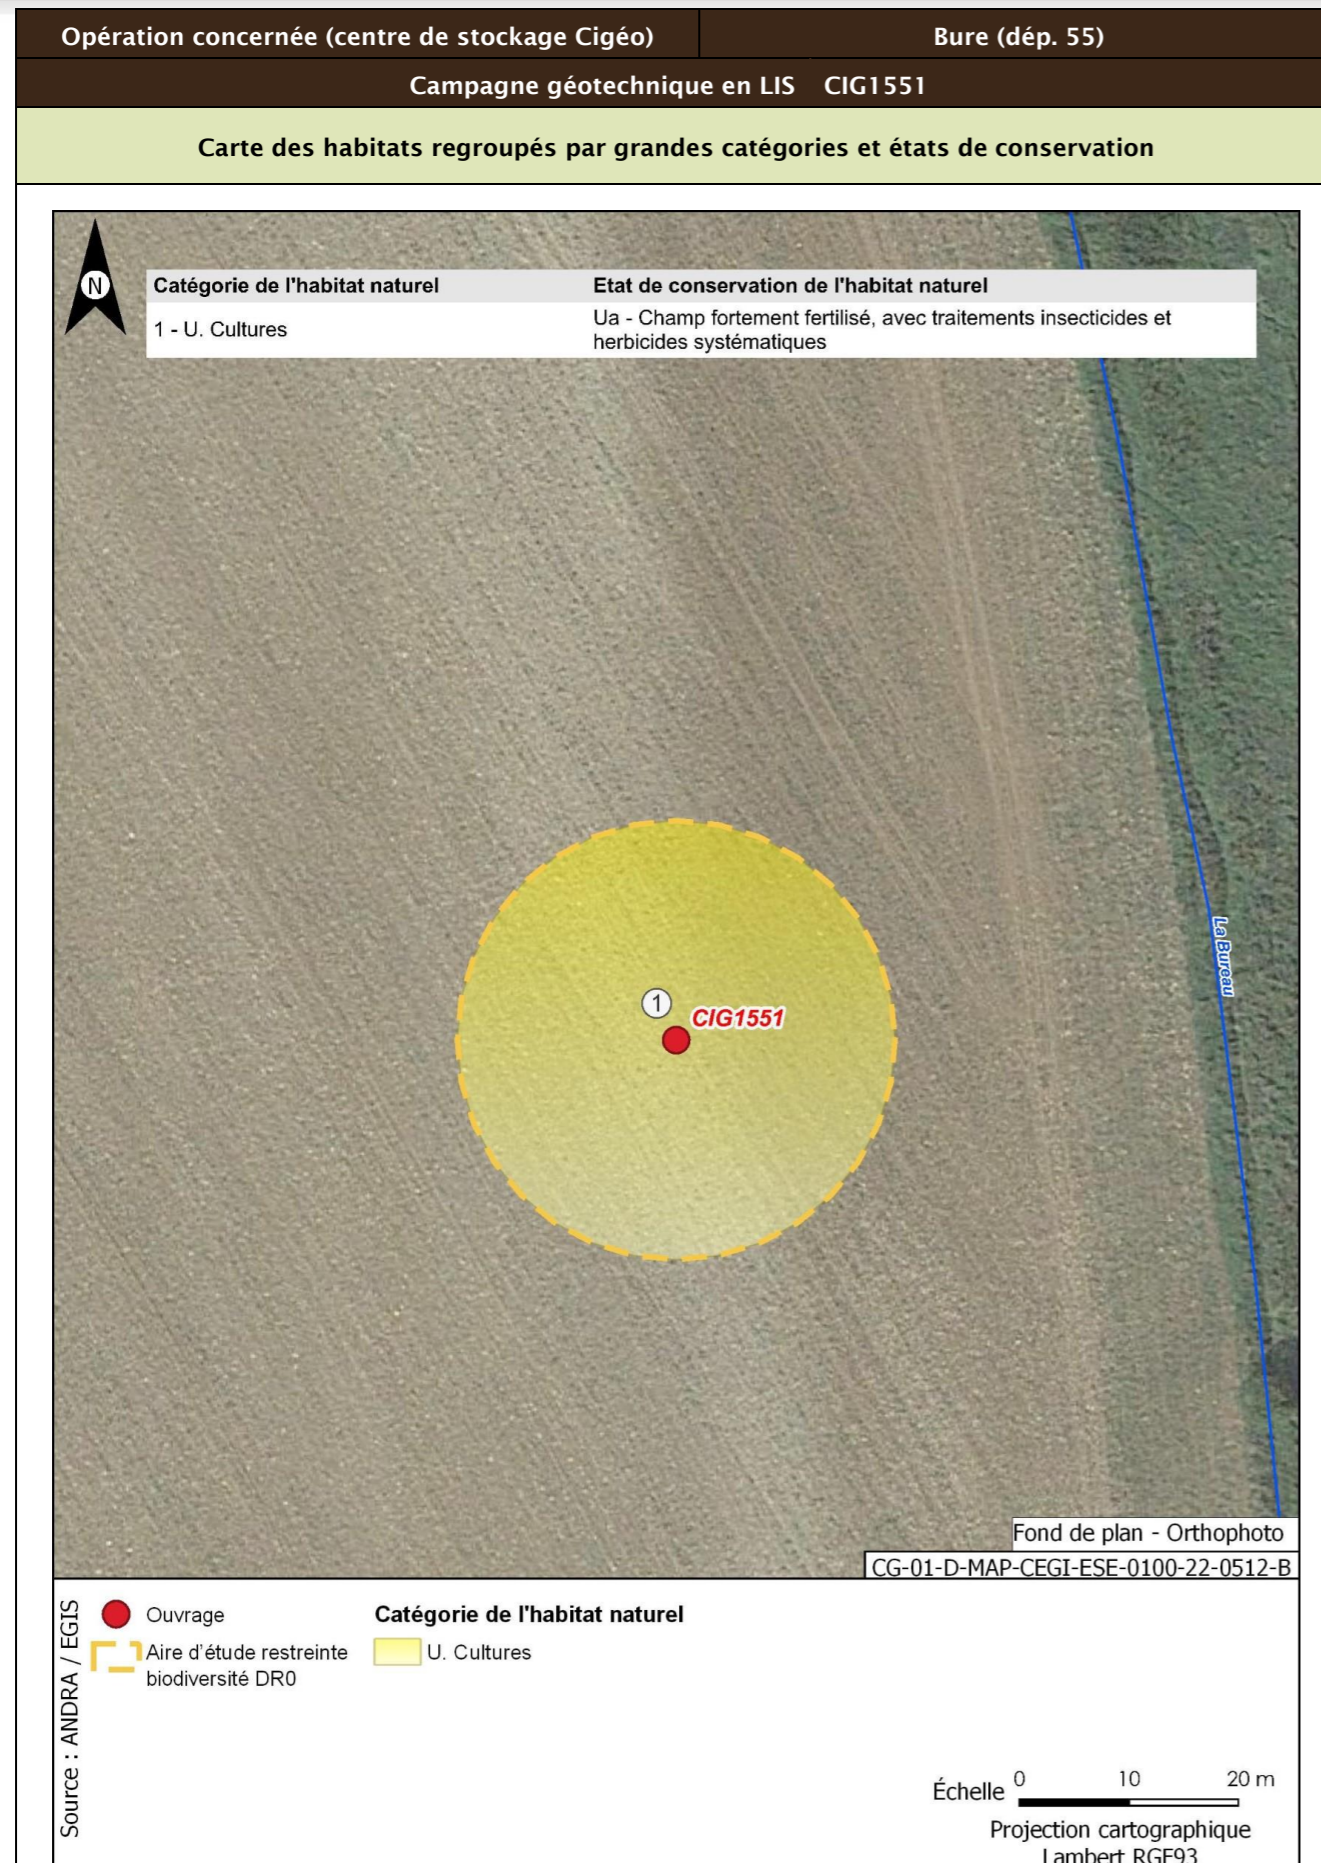 Opération concernée (centre de stockage Cigéo) Bure (dép. 55)
Campagne géotechnique en LIS CIG1551
Carte des habitats regroupés par grandes catégories et états de conservation
N
Catégorie de l'habitat naturel Etat de conservation de l'habitat naturel
1 - U. Cultures Ua - Champ fortement fertilisé, avec traitements insecticides et
herbicides systématiques
La Bureau
1
CIG1551
Fond de plan - Orthophoto
CG-01-D-MAP-CEGI-ESE-0100-22-0512-B
Source : ANDRA / EGIS
Ouvrage
Aire d'étude restreinte
biodiversité DR0
Catégorie de l'habitat naturel
U. Cultures
Échelle 0 10 20 m
Projection cartographique
Lambert RGF93